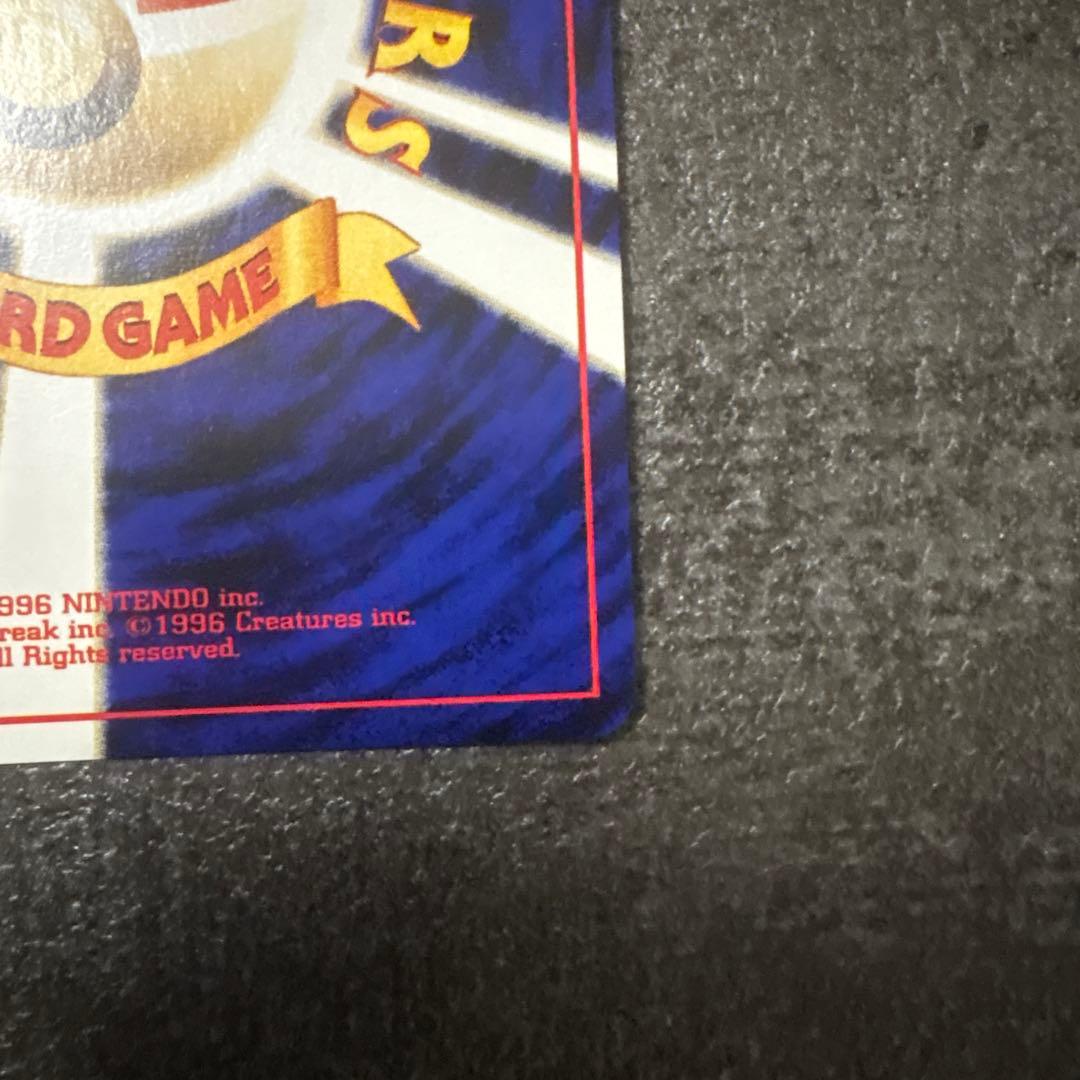 RS
RD GAME
996 NINTENDO inc.
reak inc. ©1996 Creatures inc.
ll Rights reserved.